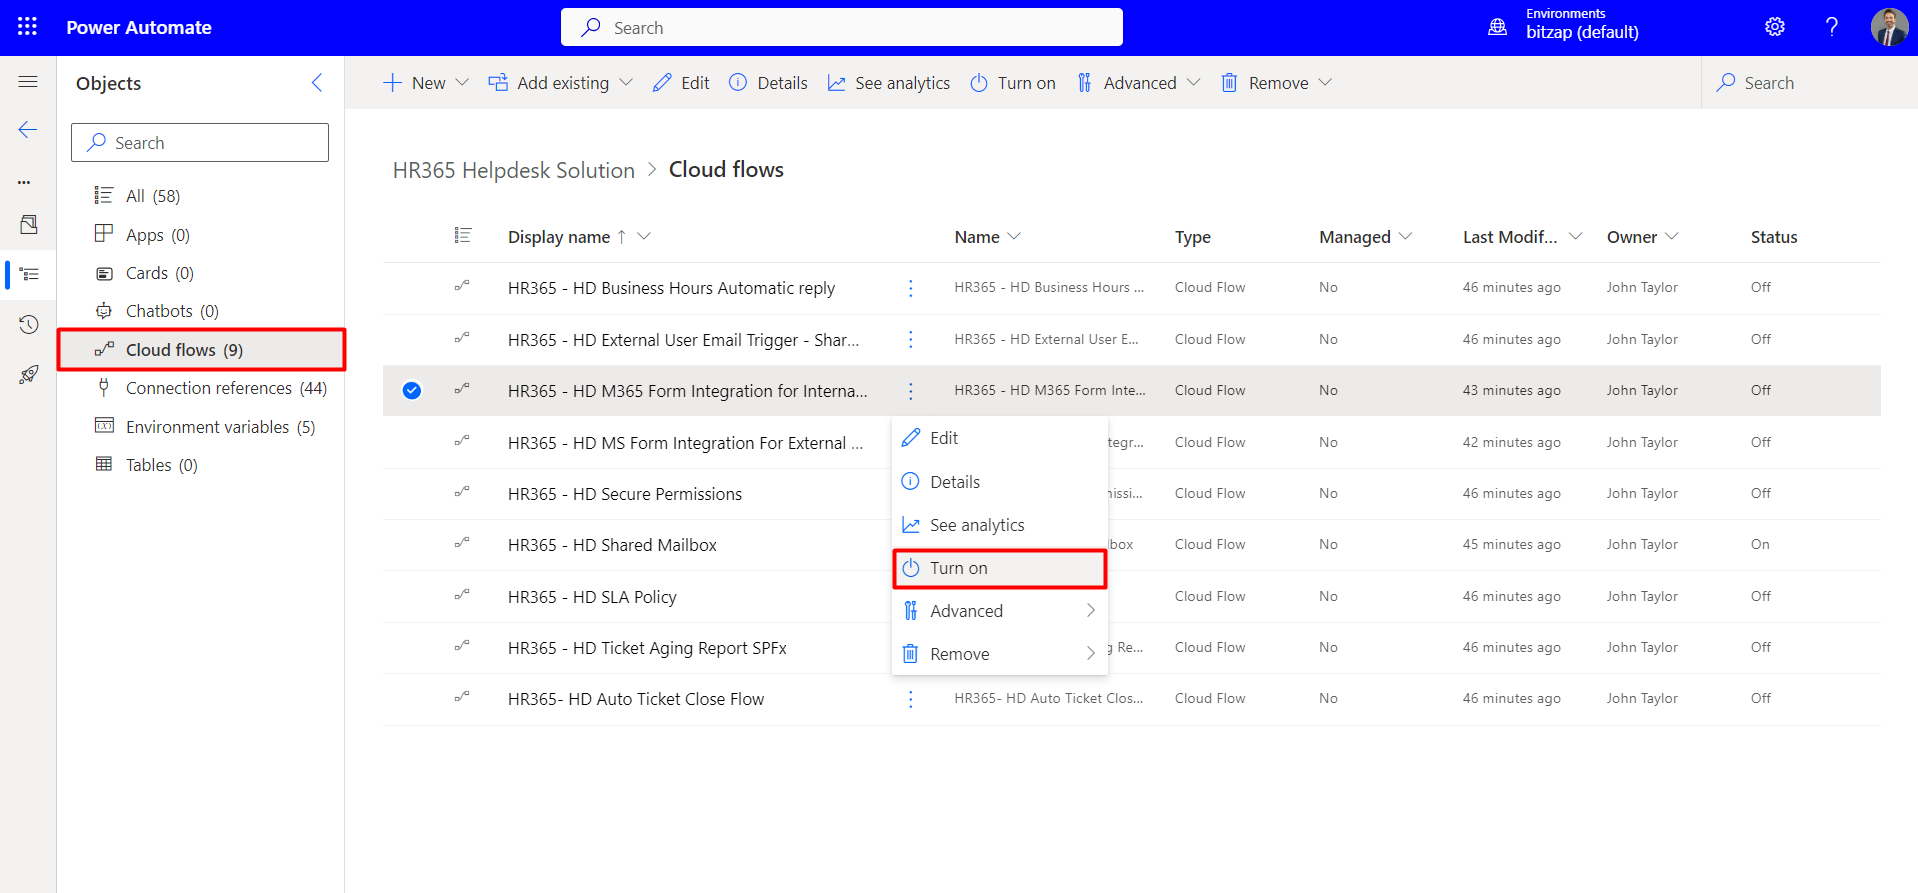 Power Automate
Search
Environments
bitzap (default)
?
Objects
New
Add existing
Edit
Details
See analytics
Turn on
Advanced
Remove
Search
Search
All (58)
Apps (0)
Cards (0)
Chatbots (0)
Cloud flows (9)
Connection references (44)
Environment variables (5)
Tables (0)
HR365 Helpdesk Solution > Cloud flows
Display name ↑ Name Type Managed Last Modif... Owner Status
HR365 - HD Business Hours Automatic reply HR365 - HD Business Hours ... Cloud Flow No 46 minutes ago John Taylor Off
HR365 - HD External User Email Trigger - Shar... HR365 - HD External User E... Cloud Flow No 46 minutes ago John Taylor Off
HR365 - HD M365 Form Integration for Interna... HR365 - HD M365 Form Inte... Cloud Flow No 43 minutes ago John Taylor Off
HR365 - HD MS Form Integration For External ... tegr... Cloud Flow No 42 minutes ago John Taylor Off
HR365 - HD Secure Permissions nissi... Cloud Flow No 46 minutes ago John Taylor Off
HR365 - HD Shared Mailbox lbox Cloud Flow No 45 minutes ago John Taylor On
HR365 - HD SLA Policy Cloud Flow No 46 minutes ago John Taylor Off
HR365 - HD Ticket Aging Report SPFx g Re... Cloud Flow No 46 minutes ago John Taylor Off
HR365- HD Auto Ticket Close Flow HR365- HD Auto Ticket Clos... Cloud Flow No 46 minutes ago John Taylor Off
Edit
Details
See analytics
Turn on
Advanced
Remove